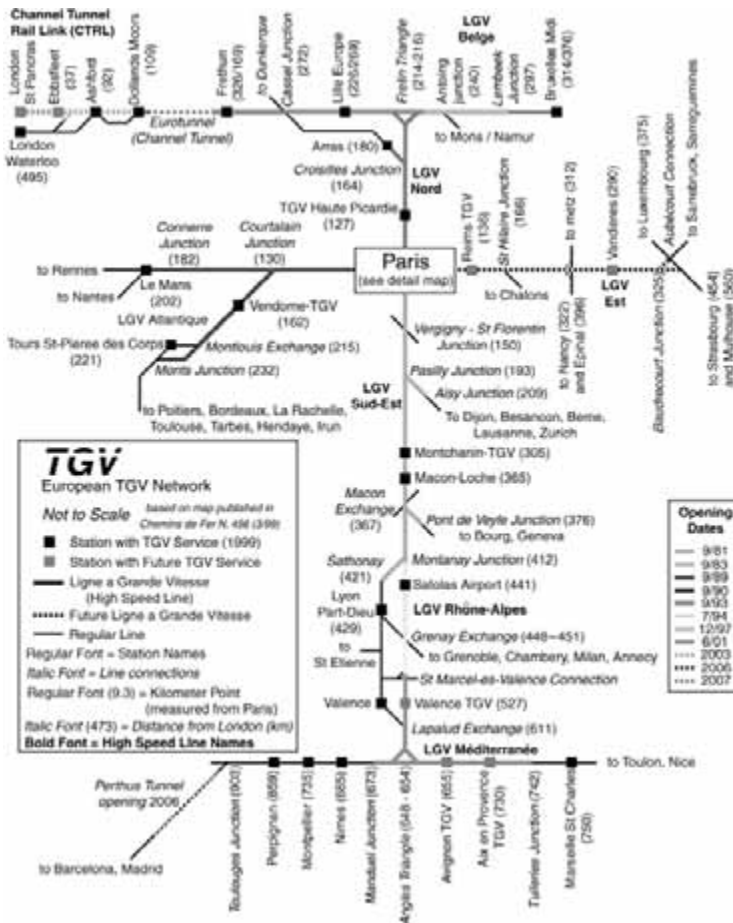 Channel Tunnel
Rail Link (CTRL)
London
St Pancras
Ebbsfleet
(37)
Ashford
(92)
Dollands Moors
(109)
Frethun
(326/169)
to Dunkerque
Cassel Junction
(272)
Lille Europe
(226/269)
Frelin Triangle
(214-216)
LGV
Belge
Antoing
junction
(240)
Lembeek
Junction
(297)
Bruxelles Midi
(314/376)
Eurotunnel
(Channel Tunnel)
London
Waterloo
(495)
Arras (180)
to Mons / Namur
Croisilles Junction
(164)
LGV
Nord
TGV Haute Picardie
(127)
Connerre
Junction
(182)
Courtalain
Junction
(130)
Paris
(see detail map)
Reims TGV
(136)
St Hilaire Junction
(166)
to metz (312)
Vandieres (290)
to Luxembourg (375)
Aubécourt Connection
to Sarrebruck, Sarreguemines
to Rennes
to Nantes
Le Mans
(202)
LGV Atlantique
Vendome-TGV
(162)
to Chalons
LGV
Est
to Nancy (322)
and Epinal (396)
Baudrecourt Junction (325)
to Strasbourg (454)
and Mulhouse (560)
Tours St-Pieree des Corps
(221)
Montlouis Exchange (215)
Monts Junction (232)
to Poitiers, Bordeaux, La Rachelle,
Toulouse, Tarbes, Hendaye, Irun
Vergigny - St Florentin
Junction (150)
Pasilly Junction (193)
LGV
Sud-Est
Aisy Junction (209)
To Dijon, Besancon, Berne,
Lausanne, Zurich
Montchanin-TGV (305)
Macon-Loche (365)
Macon
Exchange
(367)
Pont de Veyle Junction (376)
to Bourg, Geneva
Sathonay
(421)
Montanay Junction (412)
Satolas Airport (441)
Lyon
Part-Dieu
(429)
LGV Rhône-Alpes
Grenay Exchange (448-451)
to
St Etienne
to Grenoble, Chambery, Milan, Annecy
St Marcel-es-Valence Connection
Valence
Valence TGV (527)
Lapalud Exchange (611)
LGV Méditerranée
to Toulon, Nice
Perthus Tunnel
opening 2006
to Barcelona, Madrid
Toulouges Junction (903)
Perpignan (899)
Montpellier (735)
Nimes (685)
Manduel Junction (673)
Angles Triangle (648 - 654)
Avignon TGV (655)
Aix en Provence
TGV (730)
Tuileries Junction (742)
Marseille St Charles
(750)
TGV
European TGV Network
Not to Scale
based on map published in
Chemins de Fer N. 456 (3/99)
Station with TGV Service (1999)
Station with Future TGV Service
Ligne a Grande Vitesse
(High Speed Line)
Future Ligne a Grande Vitesse
Regular Line
Regular Font = Station Names
Italic Font = Line connections
Regular Font (9.3) = Kilometer Point
(measured from Paris)
Italic Font (473) = Distance from London (km)
Bold Font = High Speed Line Names
Opening
Dates
9/81
9/83
9/89
9/90
9/93
7/94
12/97
6/01
2003
2006
2007